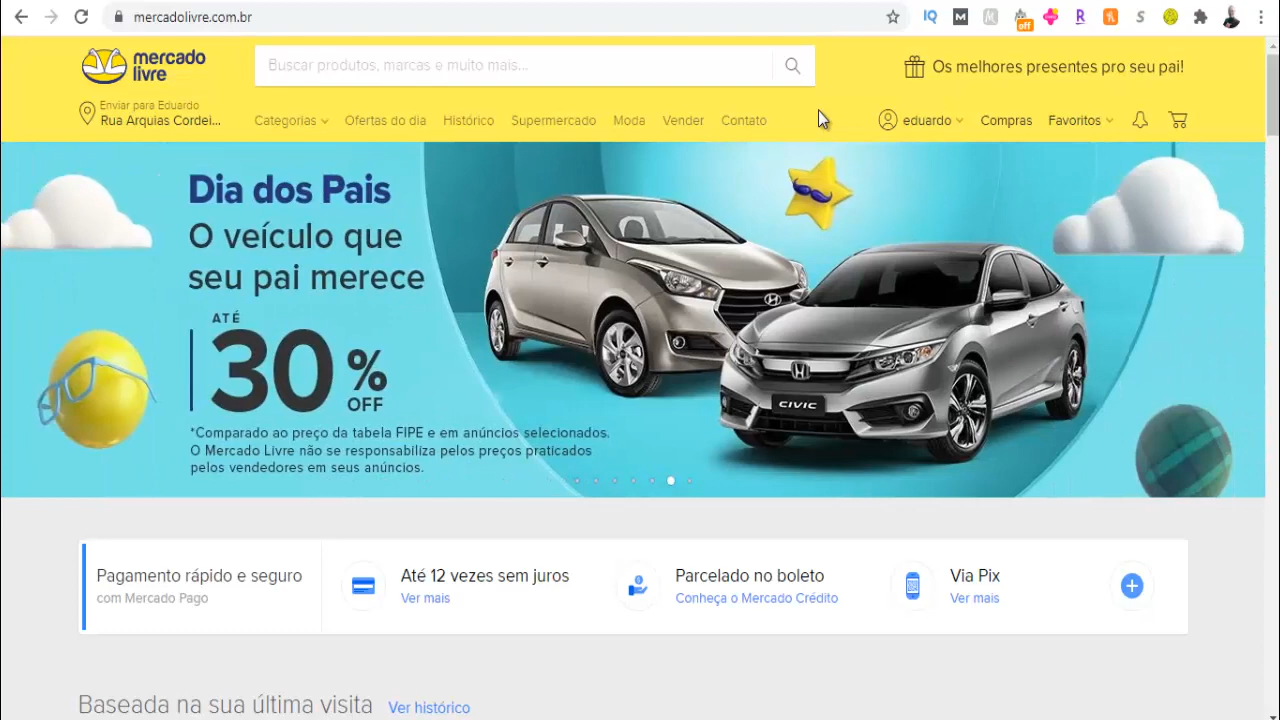 mercadolivre.com.br
IQ
M
M
off
R
S
mercado
livre
Buscar produtos, marcas e muito mais...
Os melhores presentes pro seu pai!
Enviar para Eduardo
Rua Arquias Cordei...
Categorias
Ofertas do dia
Histórico
Supermercado
Moda
Vender
Contato
eduardo
Compras
Favoritos
Dia dos Pais
O veículo que
seu pai merece
ATÉ
30%
OFF
*Comparado ao preço da tabela FIPE e em anúncios selecionados.
O Mercado Livre não se responsabiliza pelos preços praticados
pelos vendedores em seus anúncios.
CIVIC
Pagamento rápido e seguro
com Mercado Pago
Até 12 vezes sem juros
Ver mais
Parcelado no boleto
Conheça o Mercado Crédito
Via Pix
Ver mais
Baseada na sua última visita
Ver histórico